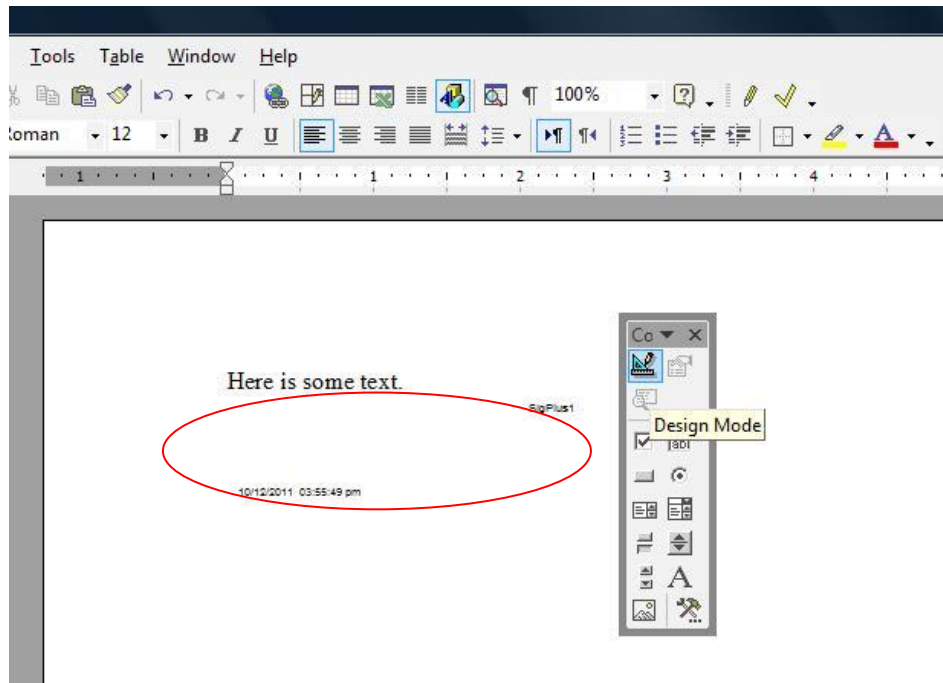 Tools Table Window Help
100%
Roman 12 B I U
1 1 2 3 4
Co
Here is some text.
SigPlus1
Design Mode
abl
10/12/2011 03:55:49 pm
A